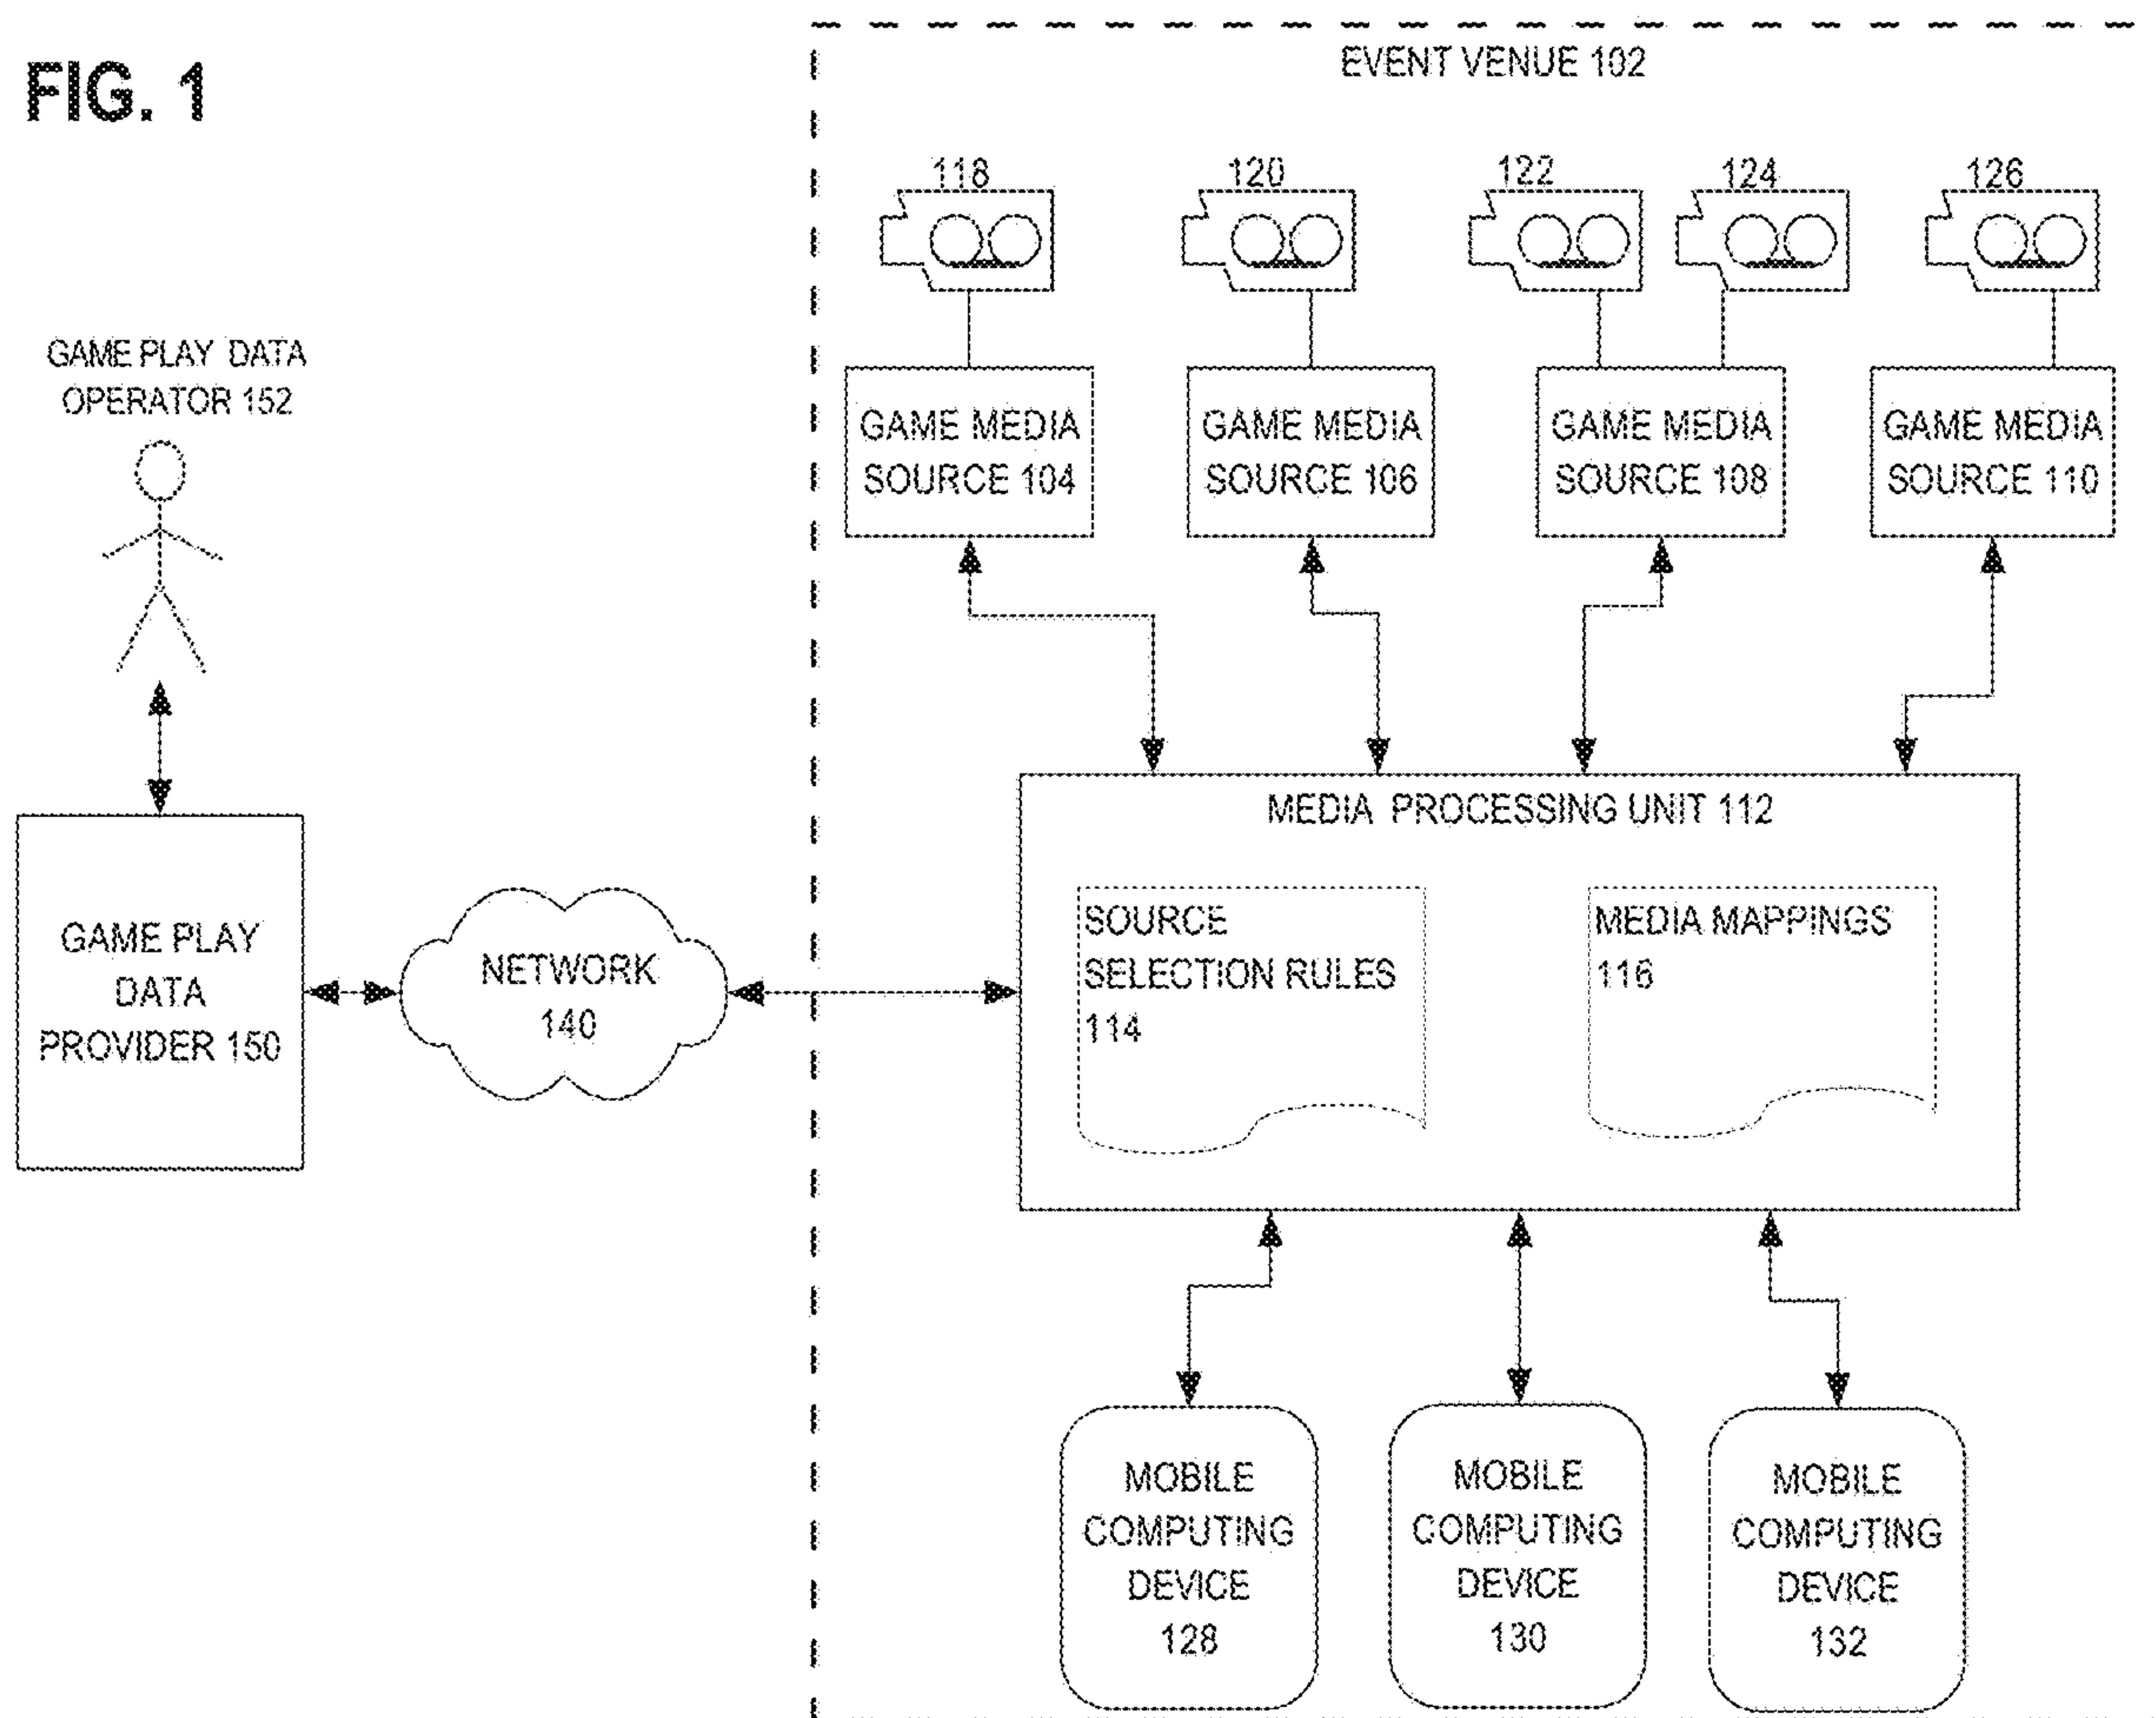 FIG. 1
EVENT VENUE 102
118
120
122
124
126
GAME MEDIA
SOURCE 104
GAME MEDIA
SOURCE 106
GAME MEDIA
SOURCE 108
GAME MEDIA
SOURCE 110
GAME PLAY DATA
OPERATOR 152
MEDIA PROCESSING UNIT 112
SOURCE
SELECTION RULES
114
MEDIA MAPPINGS
116
GAME PLAY
DATA
PROVIDER 150
NETWORK
140
MOBILE
COMPUTING
DEVICE
128
MOBILE
COMPUTING
DEVICE
130
MOBILE
COMPUTING
DEVICE
132